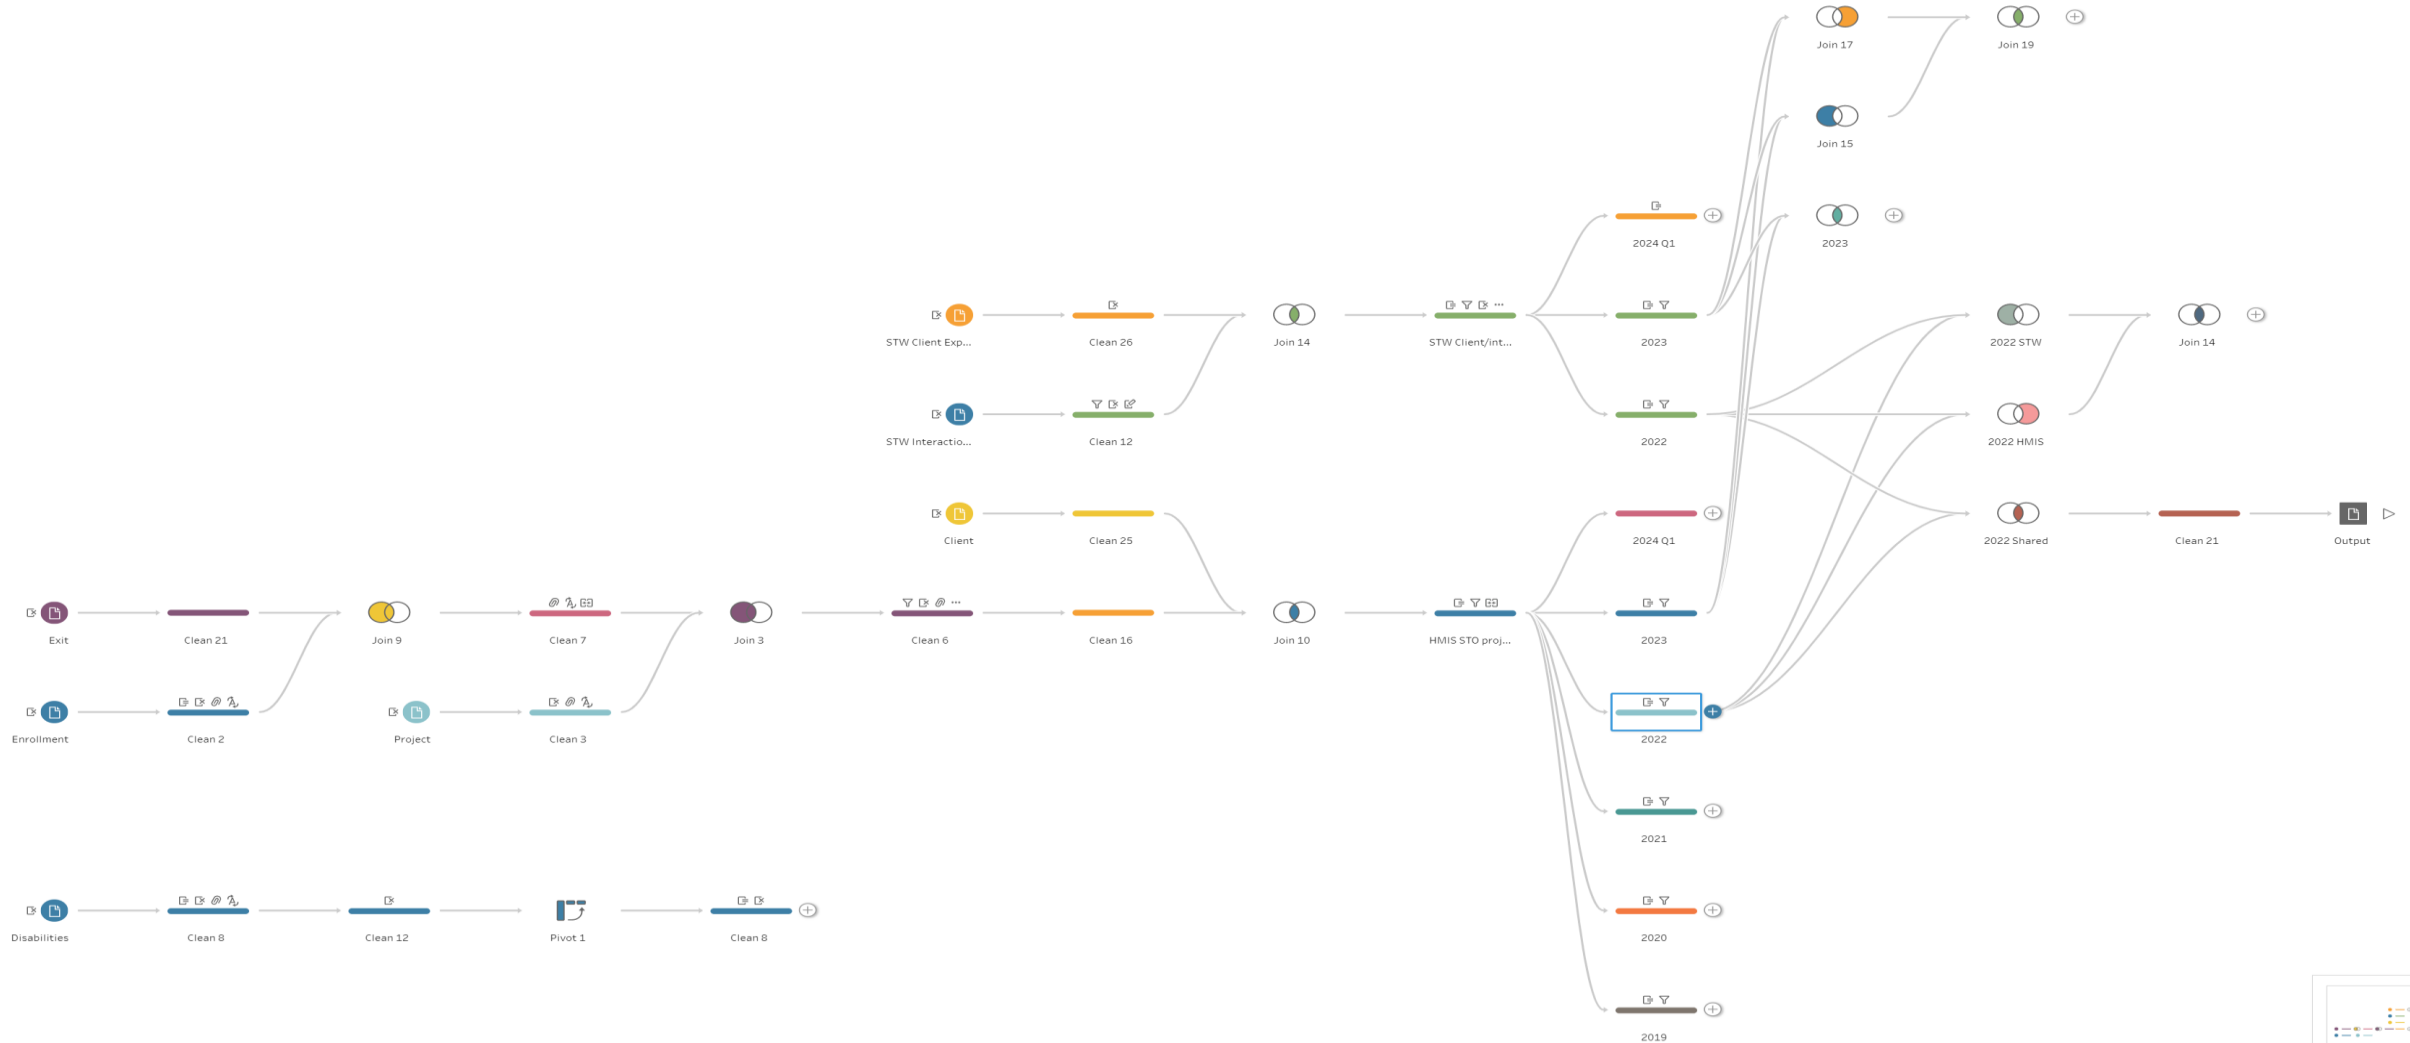 Join 17
Join 19
Join 15
2024 Q1
2023
STW Client Exp...
Clean 26
Join 14
STW Client/int...
2023
2022 STW
Join 14
STW Interactio...
Clean 12
2022
2022 HMIS
Client
Clean 25
2024 Q1
2022 Shared
Clean 21
Output
Exit
Clean 21
Join 9
Clean 7
Join 3
Clean 6
Clean 16
Join 10
HMIS STO proj...
2023
Enrollment
Clean 2
Project
Clean 3
2022
2021
Disabilities
Clean 8
Clean 12
Pivot 1
Clean 8
2020
2019